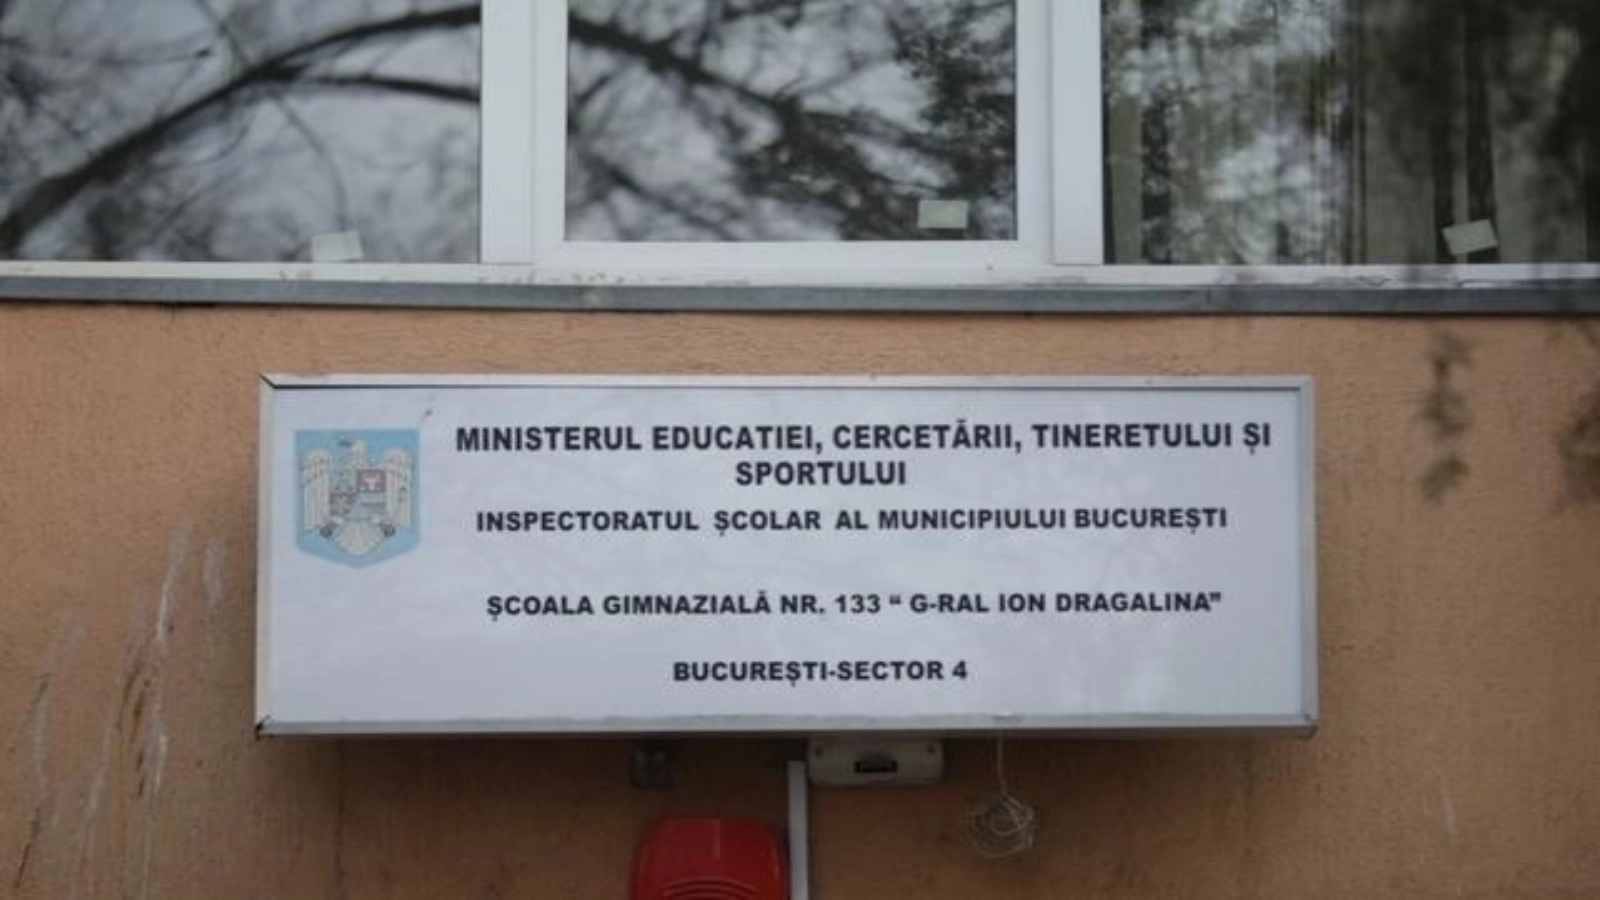 MINISTERUL EDUCATIEI, CERCETĂRII, TINERETULUI ȘI
SPORTULUI
INSPECTORATUL ȘCOLAR AL MUNICIPIULUI BUCUREȘTI
ȘCOALA GIMNAZIALĂ NR. 133 “ G-RAL ION DRAGALINA”
BUCUREȘTI-SECTOR 4